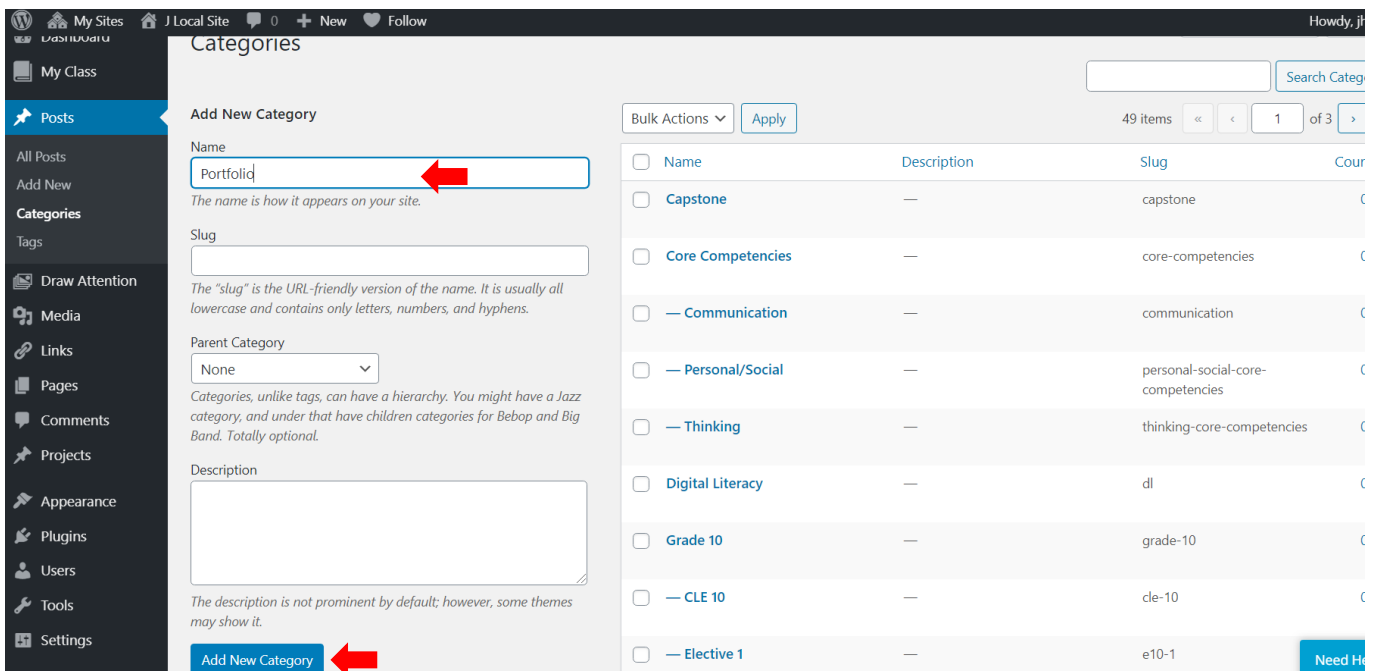 My Sites J Local Site 0 + New Follow Howdy, jh
Dashboard
My Class
Posts
All Posts
Add New
Categories
Tags
Draw Attention
Media
Links
Pages
Comments
Projects
Appearance
Plugins
Users
Tools
Settings
Categories
Search Categ
Add New Category
Name
Portfolio
The name is how it appears on your site.
Slug
The “slug” is the URL-friendly version of the name. It is usually all
lowercase and contains only letters, numbers, and hyphens.
Parent Category
None
Categories, unlike tags, can have a hierarchy. You might have a Jazz
category, and under that have children categories for Bebop and Big
Band. Totally optional.
Description
The description is not prominent by default; however, some themes
may show it.
Add New Category
Bulk Actions Apply 49 items « ‹ 1 of 3 ›
Name Description Slug Cour
Capstone — capstone
Core Competencies — core-competencies
— Communication — communication
— Personal/Social — personal-social-core-
competencies
— Thinking — thinking-core-competencies
Digital Literacy — dl
Grade 10 — grade-10
— CLE 10 — cle-10
— Elective 1 — e10-1
Need He